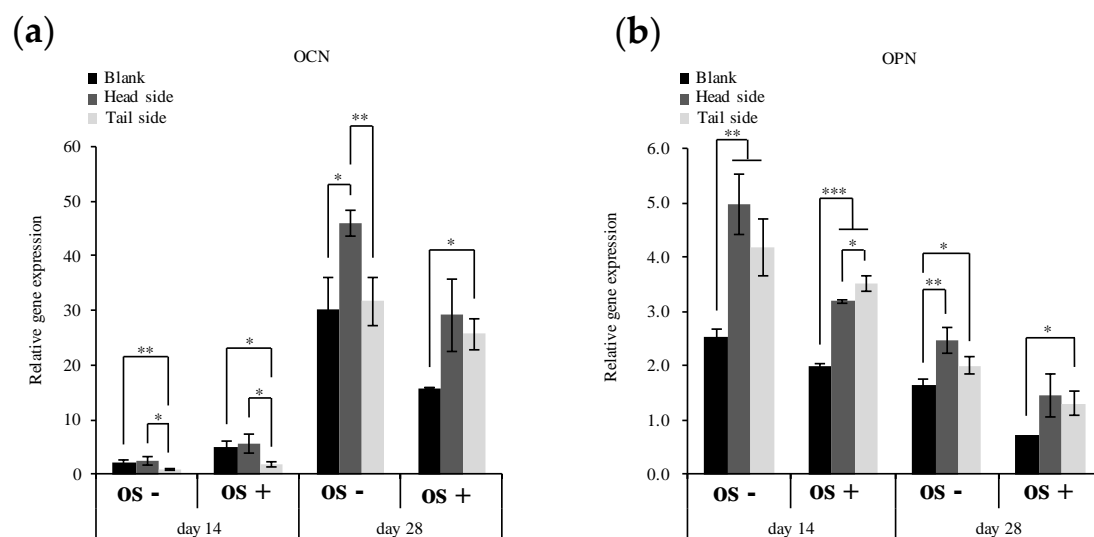 (a)
OCN
Blank
Head side
Tail side
Relative gene expression
60
50
40
30
20
10
0
**
*
*
*
*
**
*
OS -
OS +
OS -
OS +
day 14
day 28
(b)
OPN
Blank
Head side
Tail side
Relative gene expression
6.0
5.0
4.0
3.0
2.0
1.0
0.0
**
***
*
*
**
*
OS -
OS +
OS -
OS +
day 14
day 28